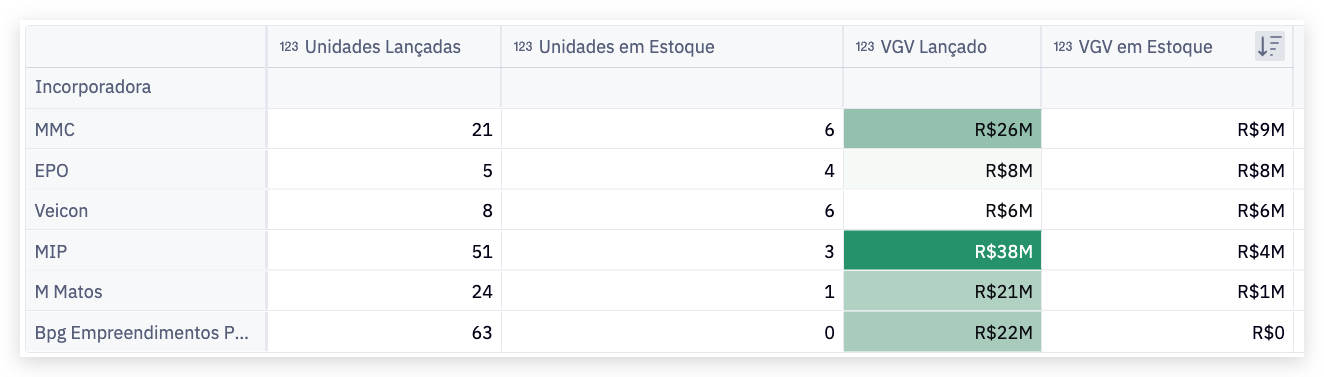 123 Unidades Lançadas 123 Unidades em Estoque 123 VGV Lançado 123 VGV em Estoque
Incorporadora
MMC 21 6 R$26M R$9M
EPO 5 4 R$8M R$8M
Veicon 8 6 R$6M R$6M
MIP 51 3 R$38M R$4M
M Matos 24 1 R$21M R$1M
Bpg Empreendimentos P... 63 0 R$22M R$0